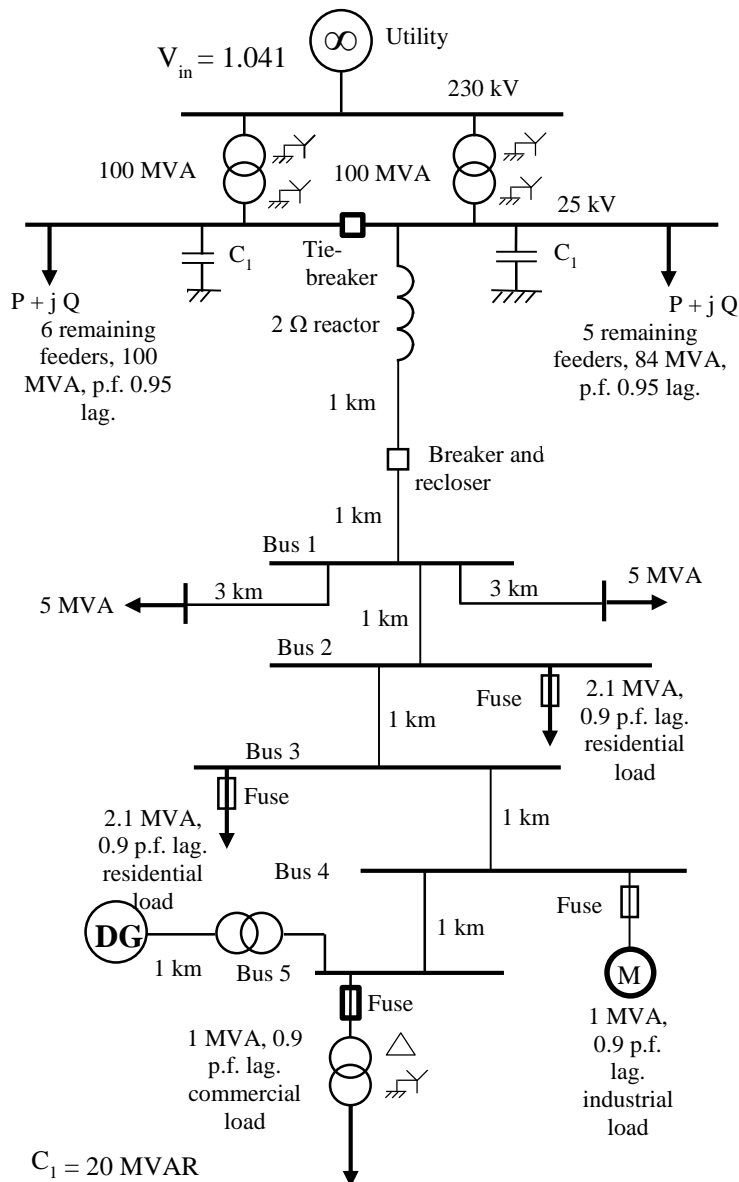 ∞
Utility
V_in = 1.041
230 kV
100 MVA
100 MVA
25 kV
C_1
Tie-
breaker
C_1
P + j Q
6 remaining
feeders, 100
MVA, p.f. 0.95
lag.
2 Ω reactor
P + j Q
5 remaining
feeders, 84 MVA,
p.f. 0.95 lag.
1 km
Breaker and
recloser
1 km
Bus 1
5 MVA
3 km
3 km
5 MVA
1 km
Bus 2
Fuse
2.1 MVA,
0.9 p.f. lag.
residential
load
1 km
Bus 3
Fuse
2.1 MVA,
0.9 p.f. lag.
residential
load
1 km
Bus 4
Fuse
M
1 MVA,
0.9 p.f.
lag.
industrial
load
1 km
DG
1 km
Bus 5
Fuse
1 MVA, 0.9
p.f. lag.
commercial
load
C_1 = 20 MVAR